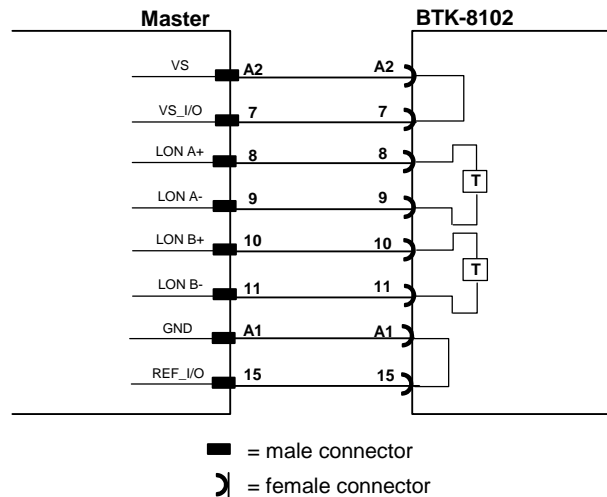 Master BTK-8102
VS A2 A2
VS_I/O 7 7
LON A+ 8 8
T
LON A- 9 9
LON B+ 10 10
T
LON B- 11 11
GND A1 A1
REF_I/O 15 15
= male connector
= female connector